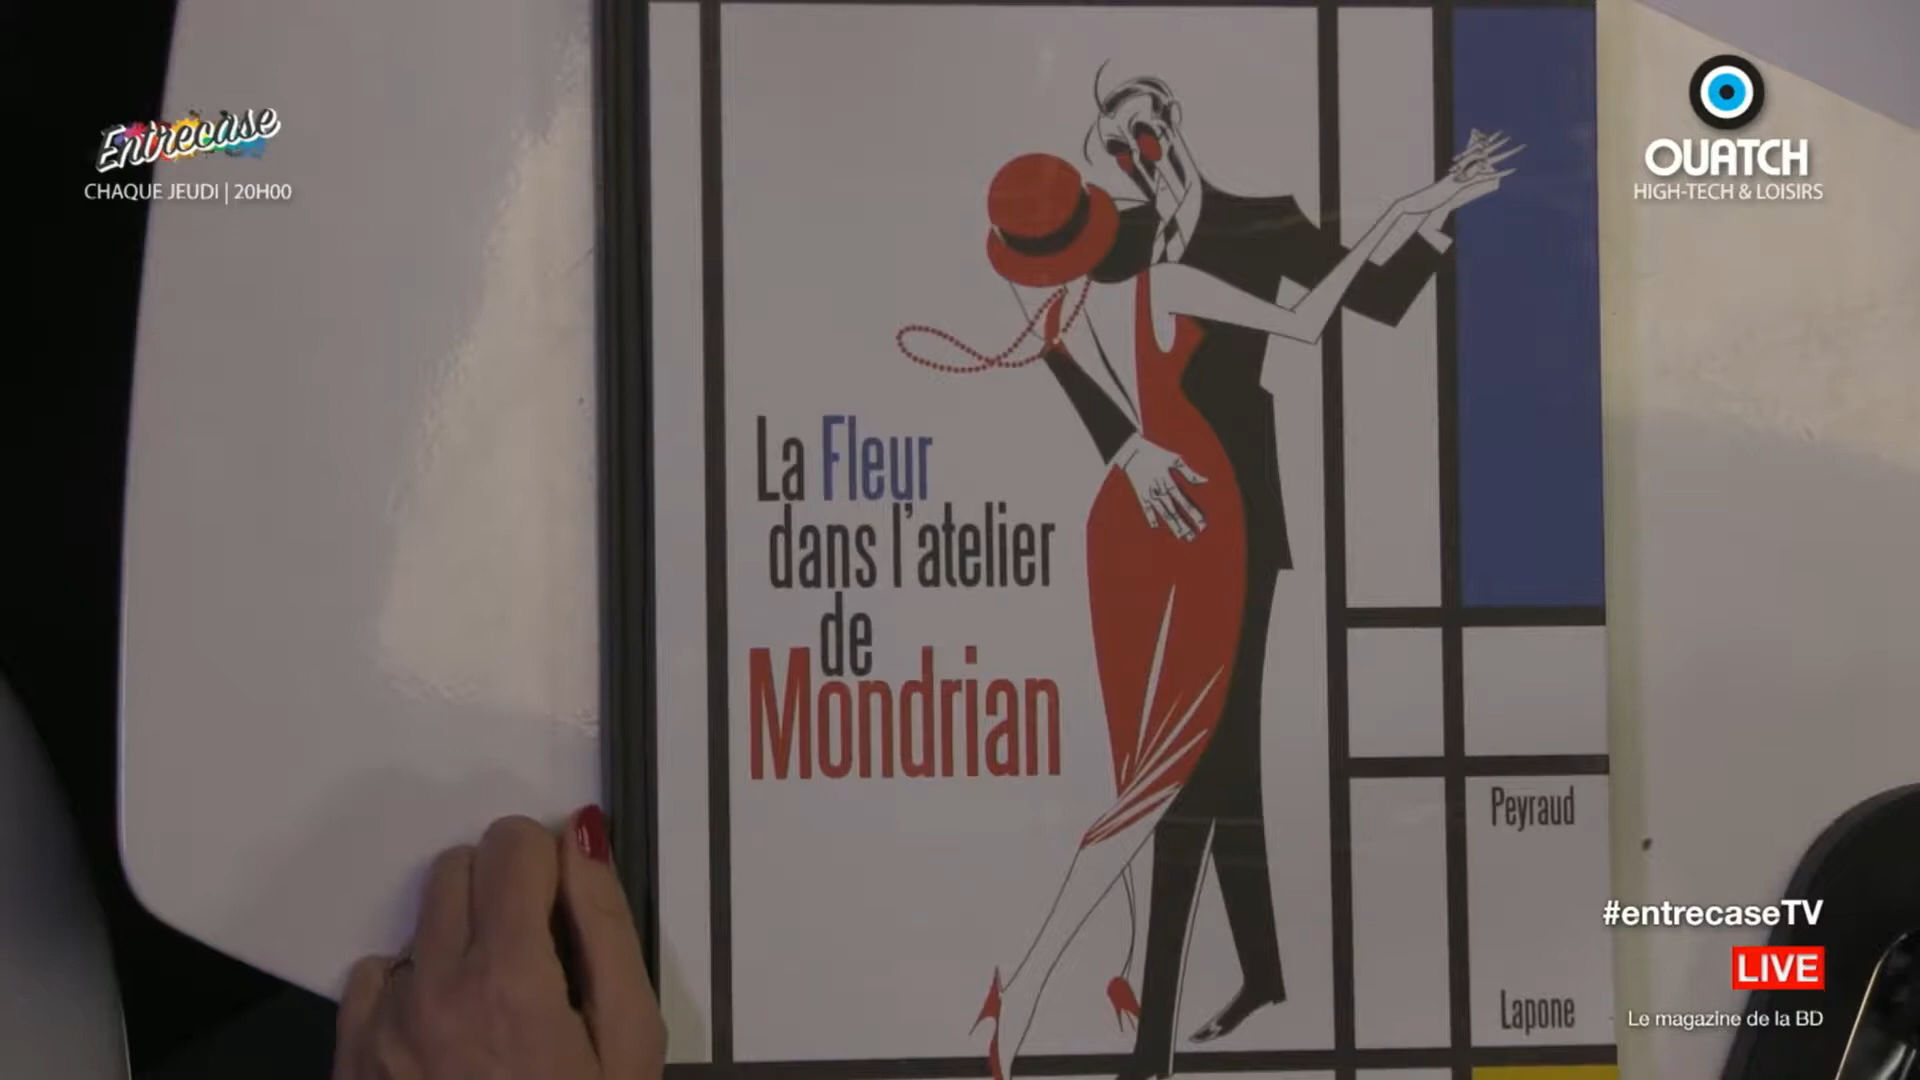 Entrecase
CHAQUE JEUDI | 20H00
OUATCH
HIGH-TECH & LOISIRS
La Fleur
dans l'atelier
de
Mondrian
Peyraud
Lapone
#entrecaseTV
LIVE
Le magazine de la BD